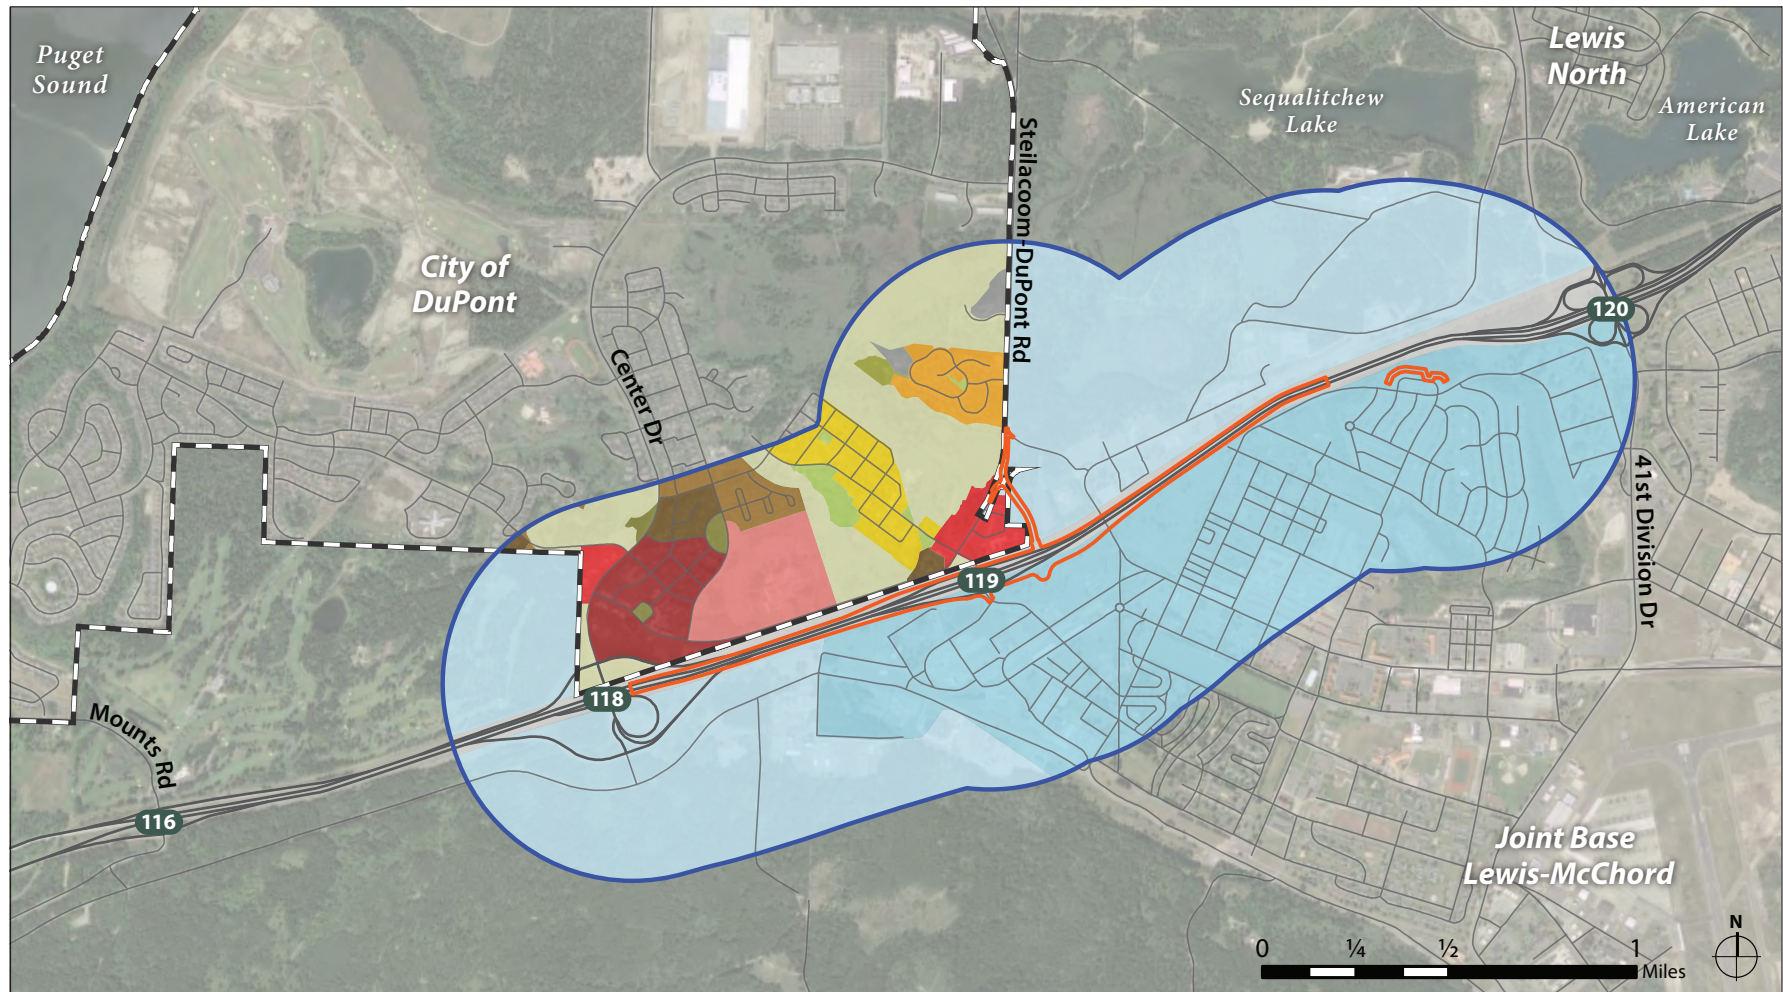 Puget
Sound
Lewis
North
Sequalitchew
Lake
American
Lake
Steilacoom-DuPont Rd
City of
DuPont
120
Center Dr
41st Division Dr
119
118
Mounts Rd
116
Joint Base
Lewis-McChord
N
0 ¼ ½ 1
Miles